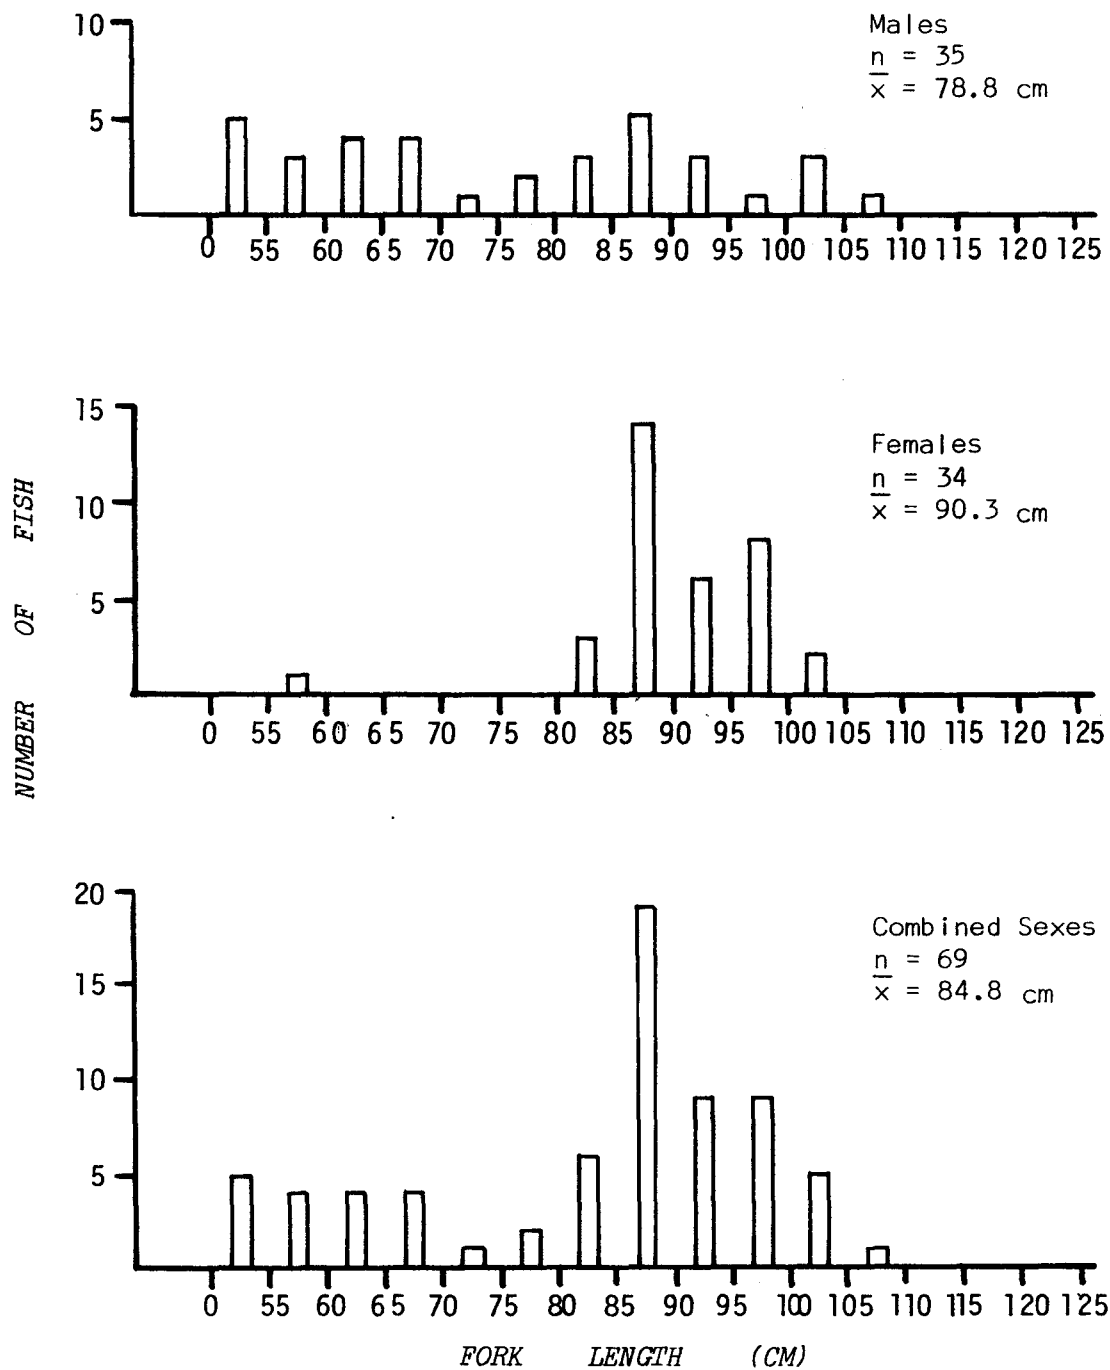 10
5
Males
n = 35
x̄ = 78.8 cm
0 55 60 65 70 75 80 85 90 95 100 105 110 115 120 125
15
10
5
Females
n = 34
x̄ = 90.3 cm
0 55 60 65 70 75 80 85 90 95 100 105 110 115 120 125
NUMBER OF FISH
20
15
10
5
Combined Sexes
n = 69
x̄ = 84.8 cm
0 55 60 65 70 75 80 85 90 95 100 105 110 115 120 125
FORK LENGTH (CM)